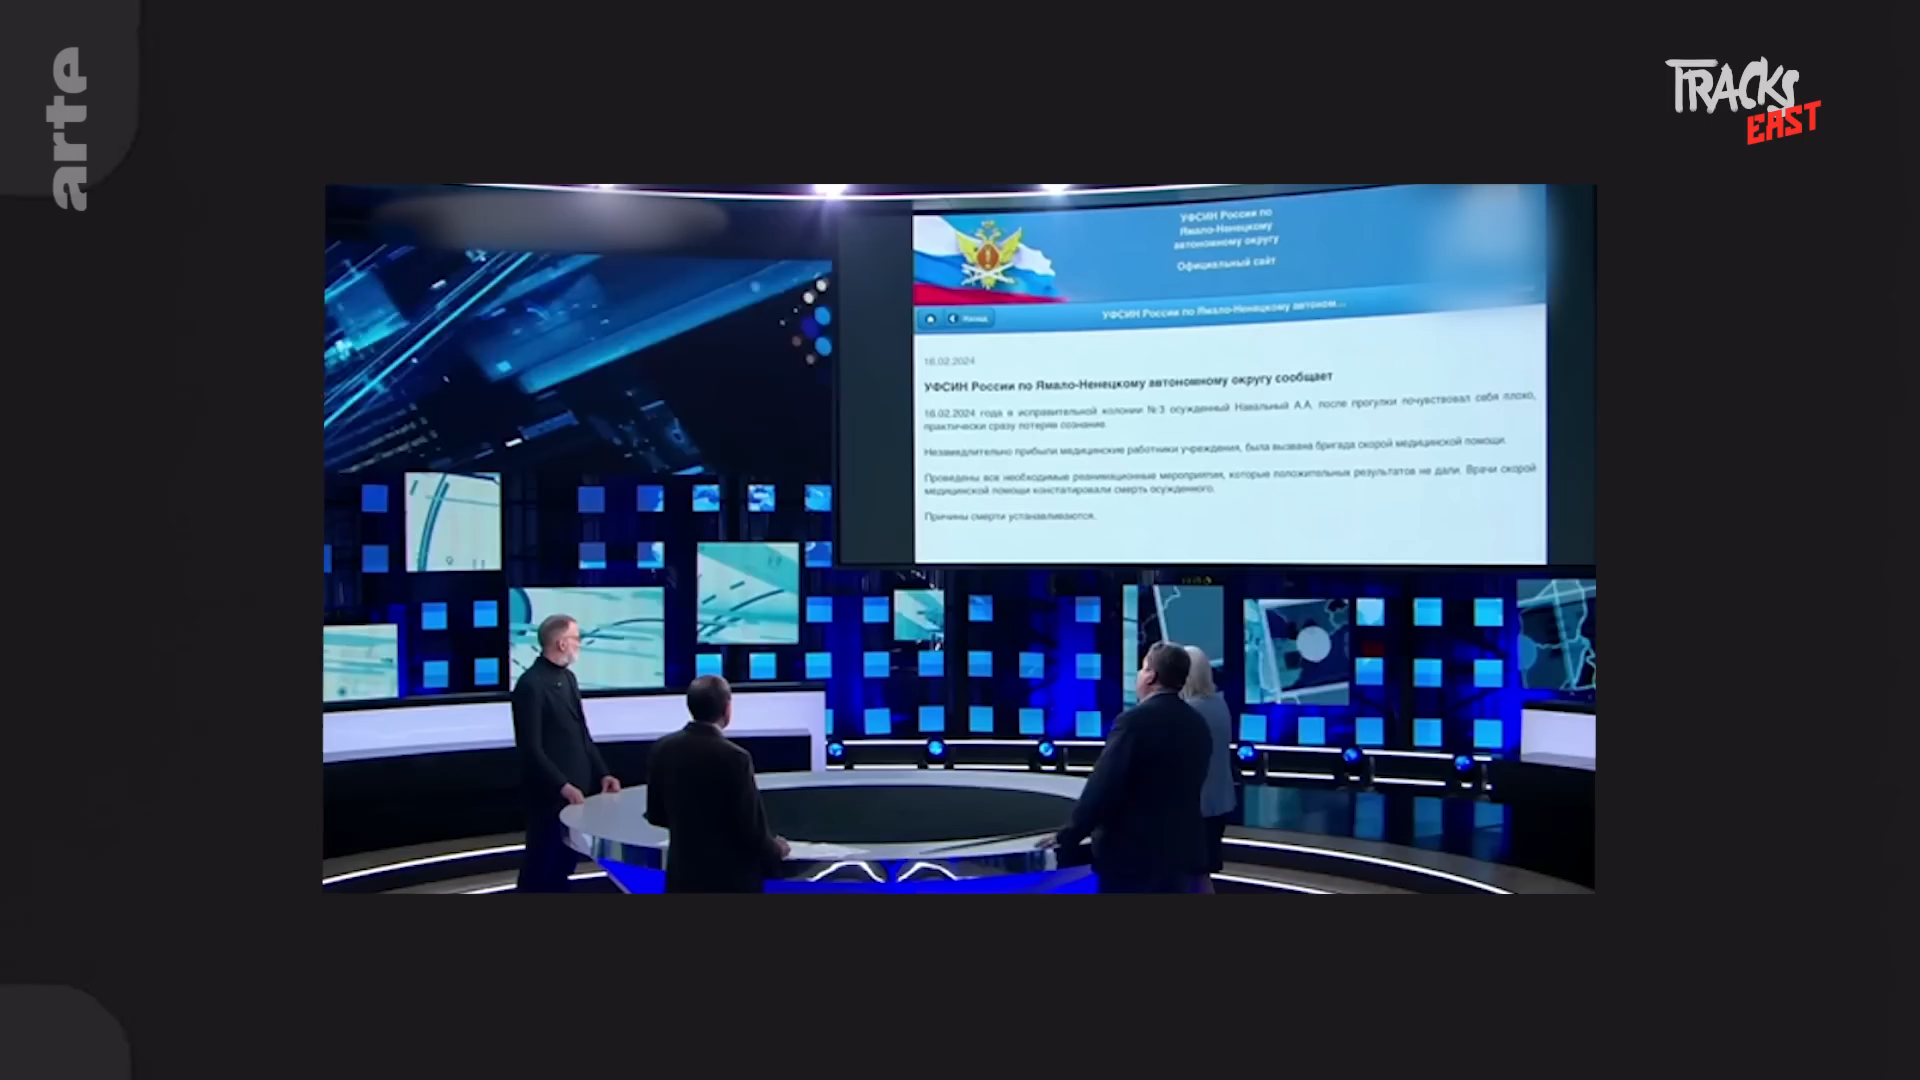 arte
TRACKS
EAST
УФСИН России по
Ямало-Ненецкому
автономному округу
Официальный сайт
Назад
УФСИН России по Ямало-Ненецкому автоном...
16.02.2024
УФСИН России по Ямало-Ненецкому автономному округу сообщает
16.02.2024 года в исправительной колонии №3 осужденный Навальный А.А. после прогулки почувствовал себя плохо,
практически сразу потеряв сознание.
Незамедлительно прибыли медицинские работники учреждения, была вызвана бригада скорой медицинской помощи.
Проведены все необходимые реанимационные мероприятия, которые положительных результатов не дали. Врачи скорой
медицинской помощи констатировали смерть осужденного.
Причины смерти устанавливаются.